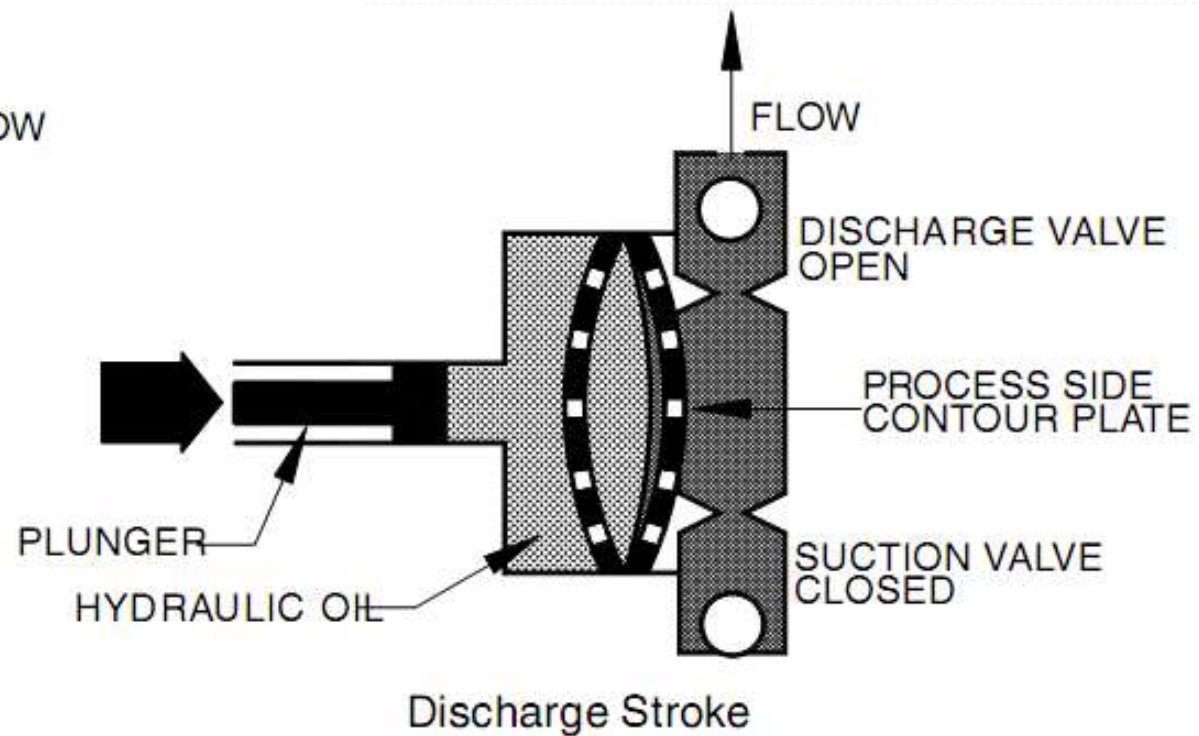 FLOW
DISCHARGE VALVE
OPEN
PROCESS SIDE
CONTOUR PLATE
PLUNGER
HYDRAULIC OIL
SUCTION VALVE
CLOSED
Discharge Stroke